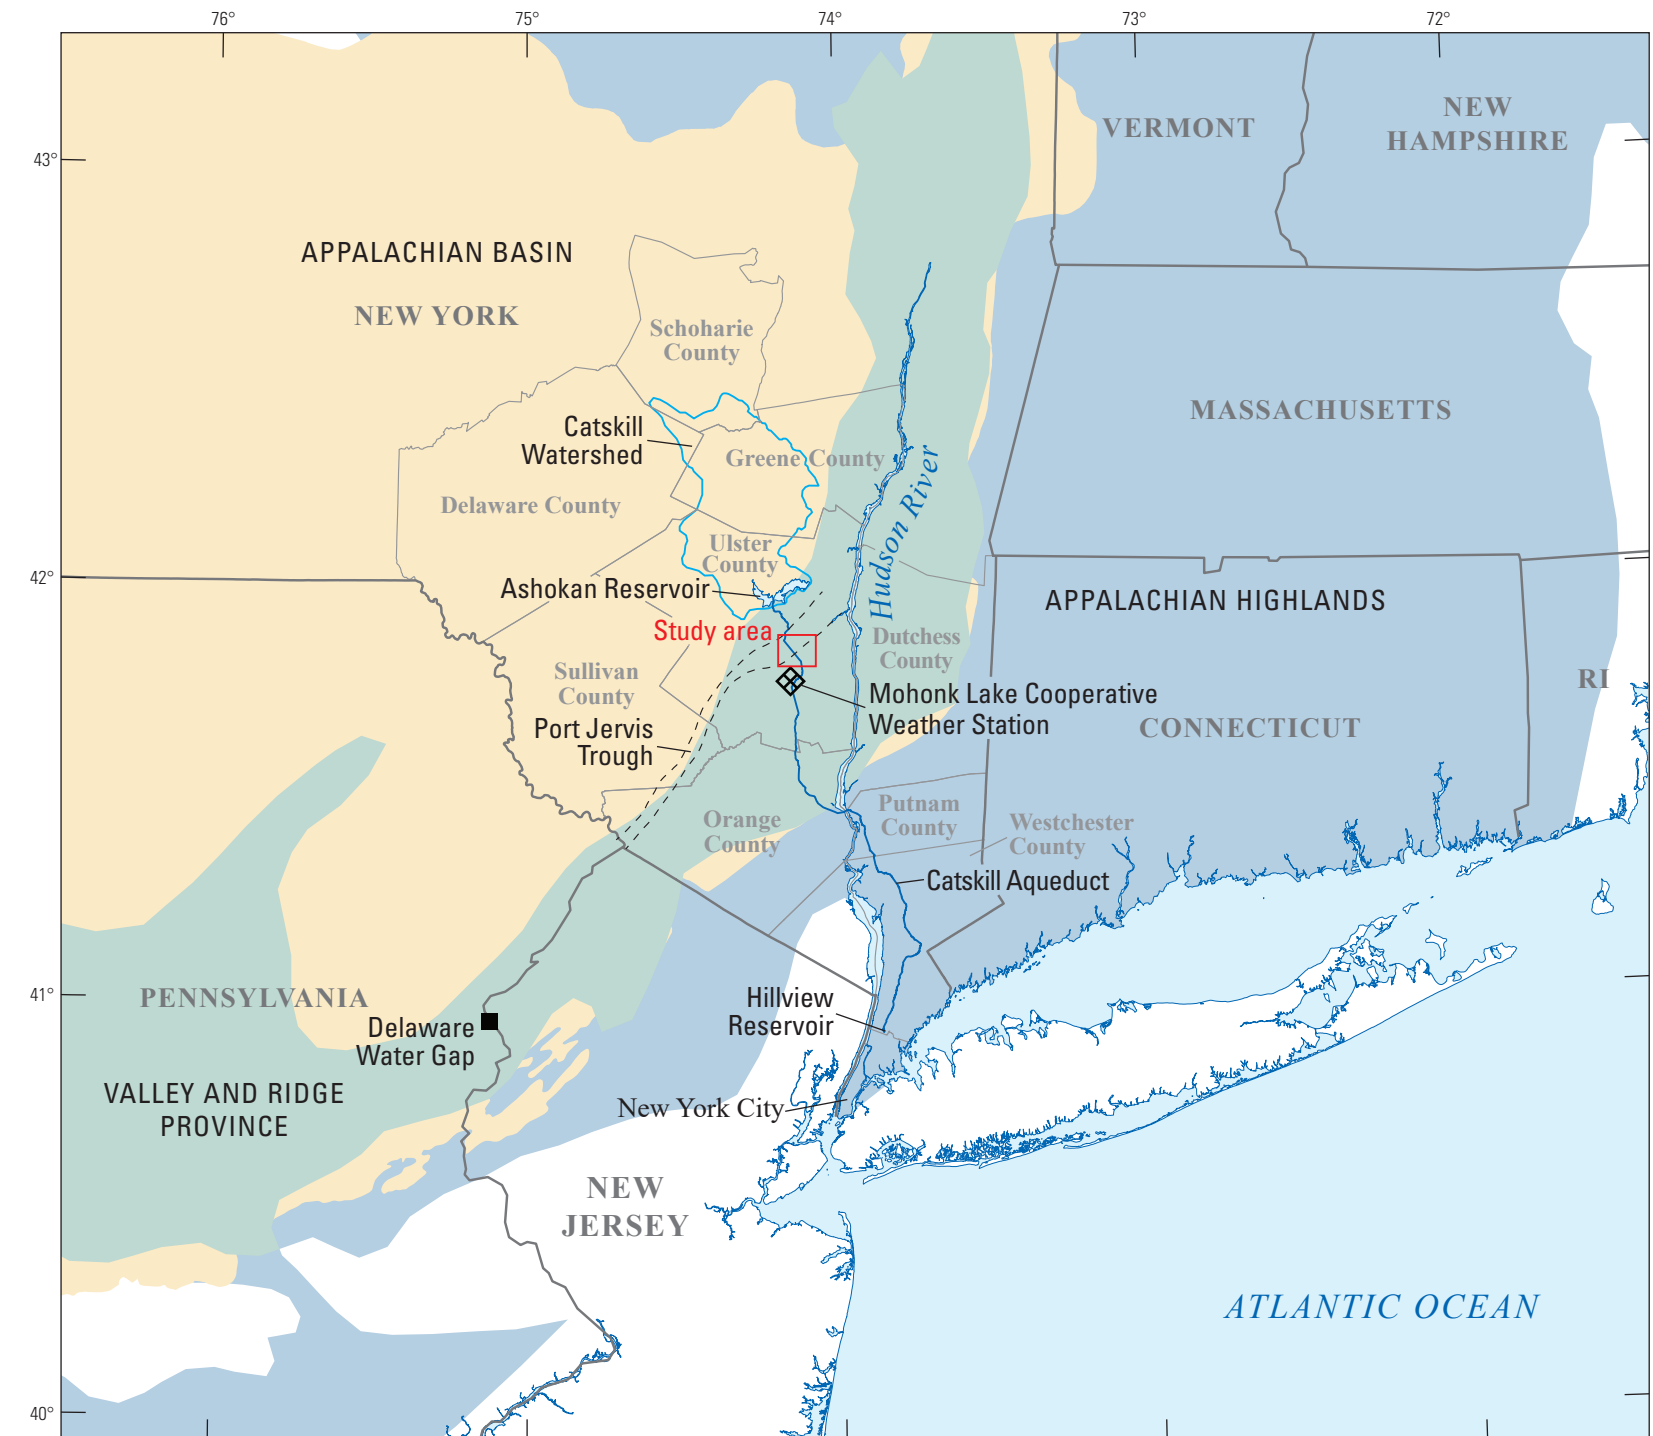 76°
75°
74°
73°
72°
43°
42°
41°
40°
VERMONT
NEW
HAMPSHIRE
APPALACHIAN BASIN
NEW YORK
Schoharie
County
MASSACHUSETTS
Catskill
Watershed
Greene County
Hudson River
Delaware County
Ulster
County
Ashokan Reservoir
APPALACHIAN HIGHLANDS
Study area
Dutchess
County
Sullivan
County
RI
Mohonk Lake Cooperative
Weather Station
CONNECTICUT
Port Jervis
Trough
Putnam
County
Orange
County
Westchester
County
Catskill Aqueduct
PENNSYLVANIA
Hillview
Reservoir
Delaware
Water Gap
VALLEY AND RIDGE
PROVINCE
New York City
NEW
JERSEY
ATLANTIC OCEAN